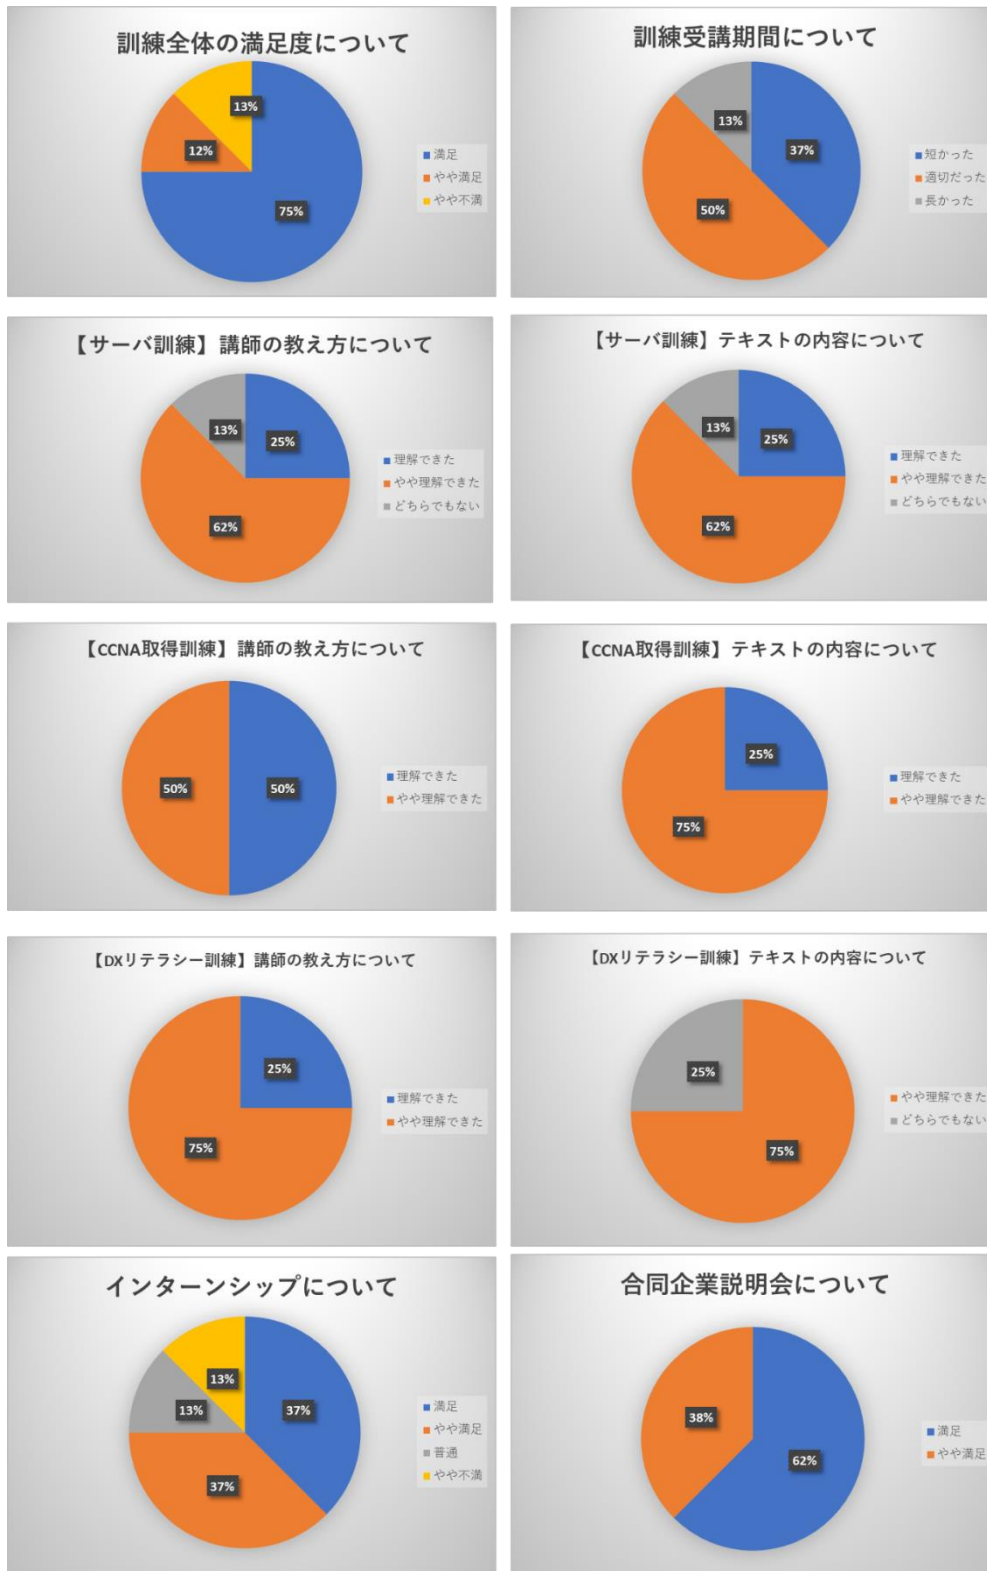 訓練全体の満足度について
13%
12%
75%
満足
やや満足
やや不満
訓練受講期間について
13%
37%
50%
短かった
適切だった
長かった
【サーバ訓練】講師の教え方について
13%
25%
62%
理解できた
やや理解できた
どちらでもない
【サーバ訓練】テキストの内容について
13%
25%
62%
理解できた
やや理解できた
どちらでもない
【CCNA取得訓練】講師の教え方について
50%
50%
理解できた
やや理解できた
【CCNA取得訓練】テキストの内容について
25%
75%
理解できた
やや理解できた
【DXリテラシー訓練】講師の教え方について
25%
75%
理解できた
やや理解できた
【DXリテラシー訓練】テキストの内容について
25%
75%
やや理解できた
どちらでもない
インターンシップについて
13%
13%
37%
37%
満足
やや満足
普通
やや不満
合同企業説明会について
38%
62%
満足
やや満足